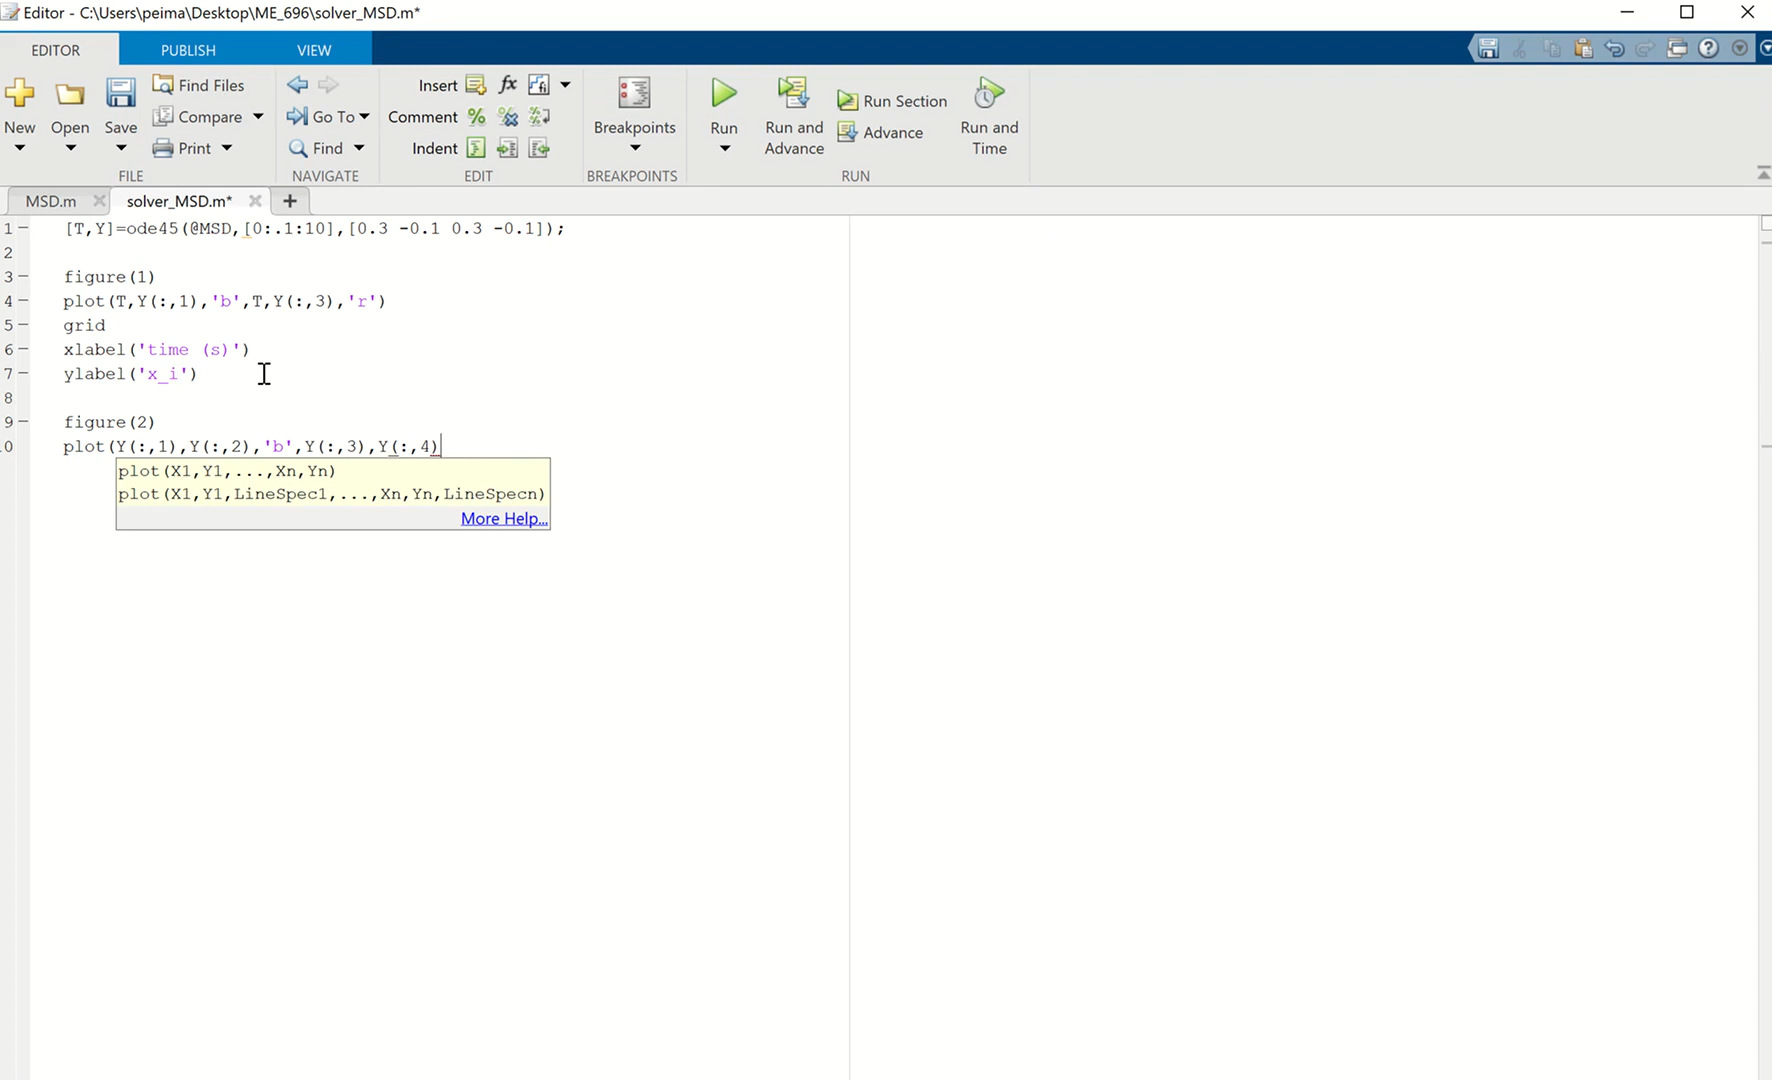 Editor - C:\Users\peima\Desktop\ME_696\solver_MSD.m*
EDITOR PUBLISH VIEW
New Open Save Find Files Compare Print
Go To Find
Insert fx Comment % Indent
Breakpoints
Run Run and Advance Run Section Advance Run and Time
FILE NAVIGATE EDIT BREAKPOINTS RUN
MSD.m solver_MSD.m* +
1 [T,Y]=ode45(@MSD,[0:.1:10],[0.3 -0.1 0.3 -0.1]);
2
3 figure(1)
4 plot(T,Y(:,1),'b',T,Y(:,3),'r')
5 grid
6 xlabel('time (s)')
7 ylabel('x_i')
8
9 figure(2)
0 plot(Y(:,1),Y(:,2),'b',Y(:,3),Y(:,4)
plot(X1,Y1,...,Xn,Yn)
plot(X1,Y1,LineSpec1,...,Xn,Yn,LineSpecn)
More Help...